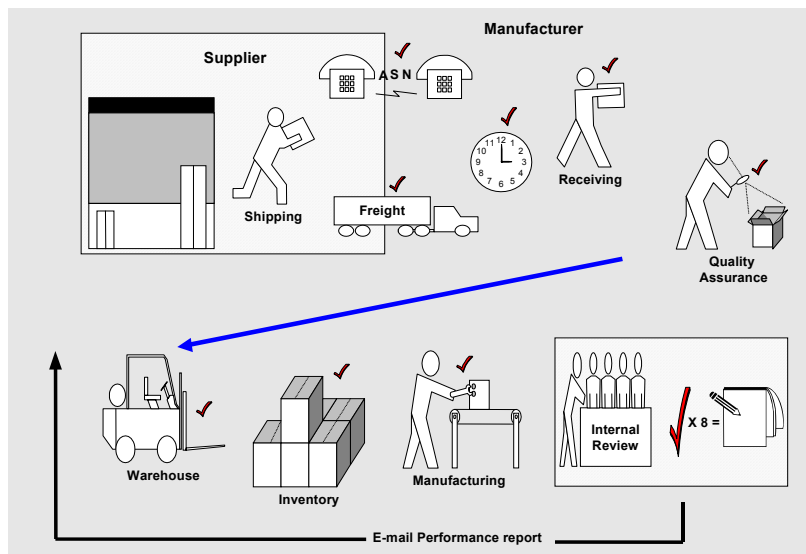 Manufacturer
Supplier
ASN
Shipping
Freight
12
1
2
3
4
5
6
7
8
9
10
11
Receiving
Quality
Assurance
Warehouse
Inventory
Manufacturing
Internal
Review
X 8 =
E-mail Performance report